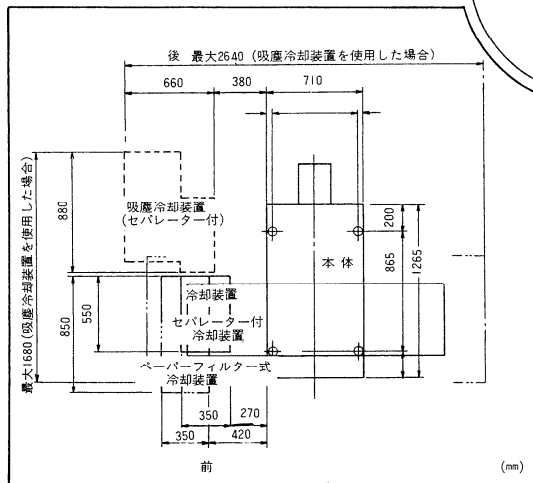 後 最大2640(吸塵冷却装置を使用した場合)
660
380
710
最大1680(吸塵冷却装置を使用した場合)
880
吸塵冷却装置
(セパレーター付)
200
本体
865
1265
850
550
冷却装置
セパレーター付
冷却装置
ペーパーフィルター式
冷却装置
350
270
350
420
前
(mm)